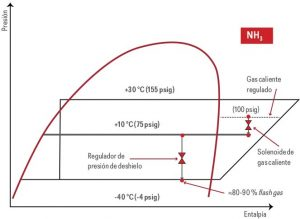 Presión
NH₃
+30 °C (155 psig)
Gas caliente
regulado
(100 psig)
+10 °C (75 psig)
Regulador de
presión de deshielo
Solenoide de
gas caliente
≈80-90 % flash gas
-40 °C (-4 psig)
Entalpía